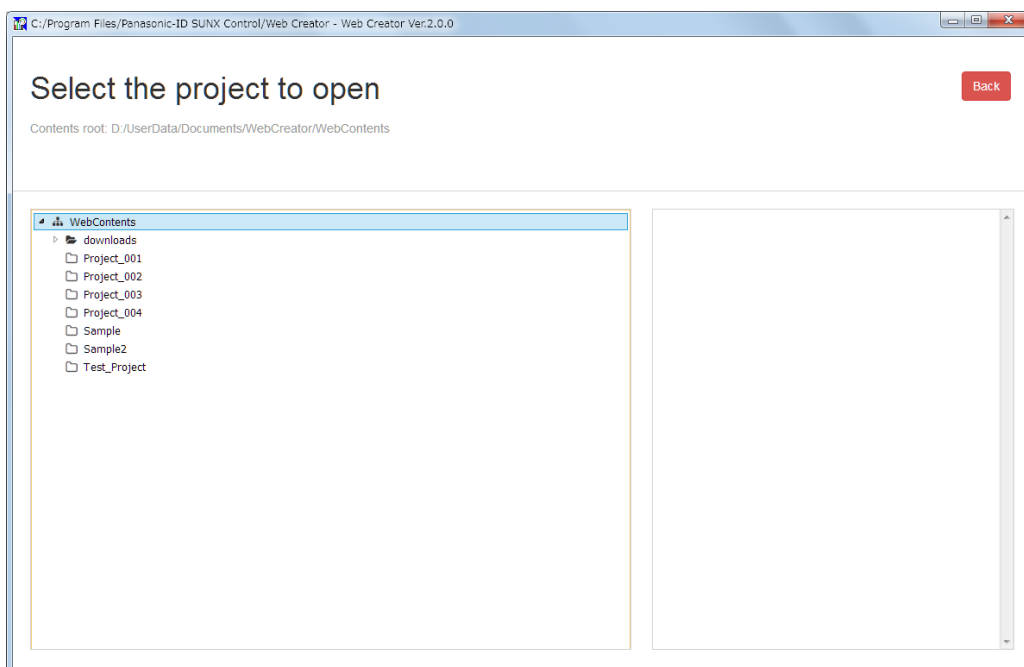 C:/Program Files/Panasonic-ID SUNX Control/Web Creator - Web Creator Ver.2.0.0
Select the project to open
Back
Contents root: D:/UserData/Documents/WebCreator/WebContents
WebContents
downloads
Project_001
Project_002
Project_003
Project_004
Sample
Sample2
Test_Project